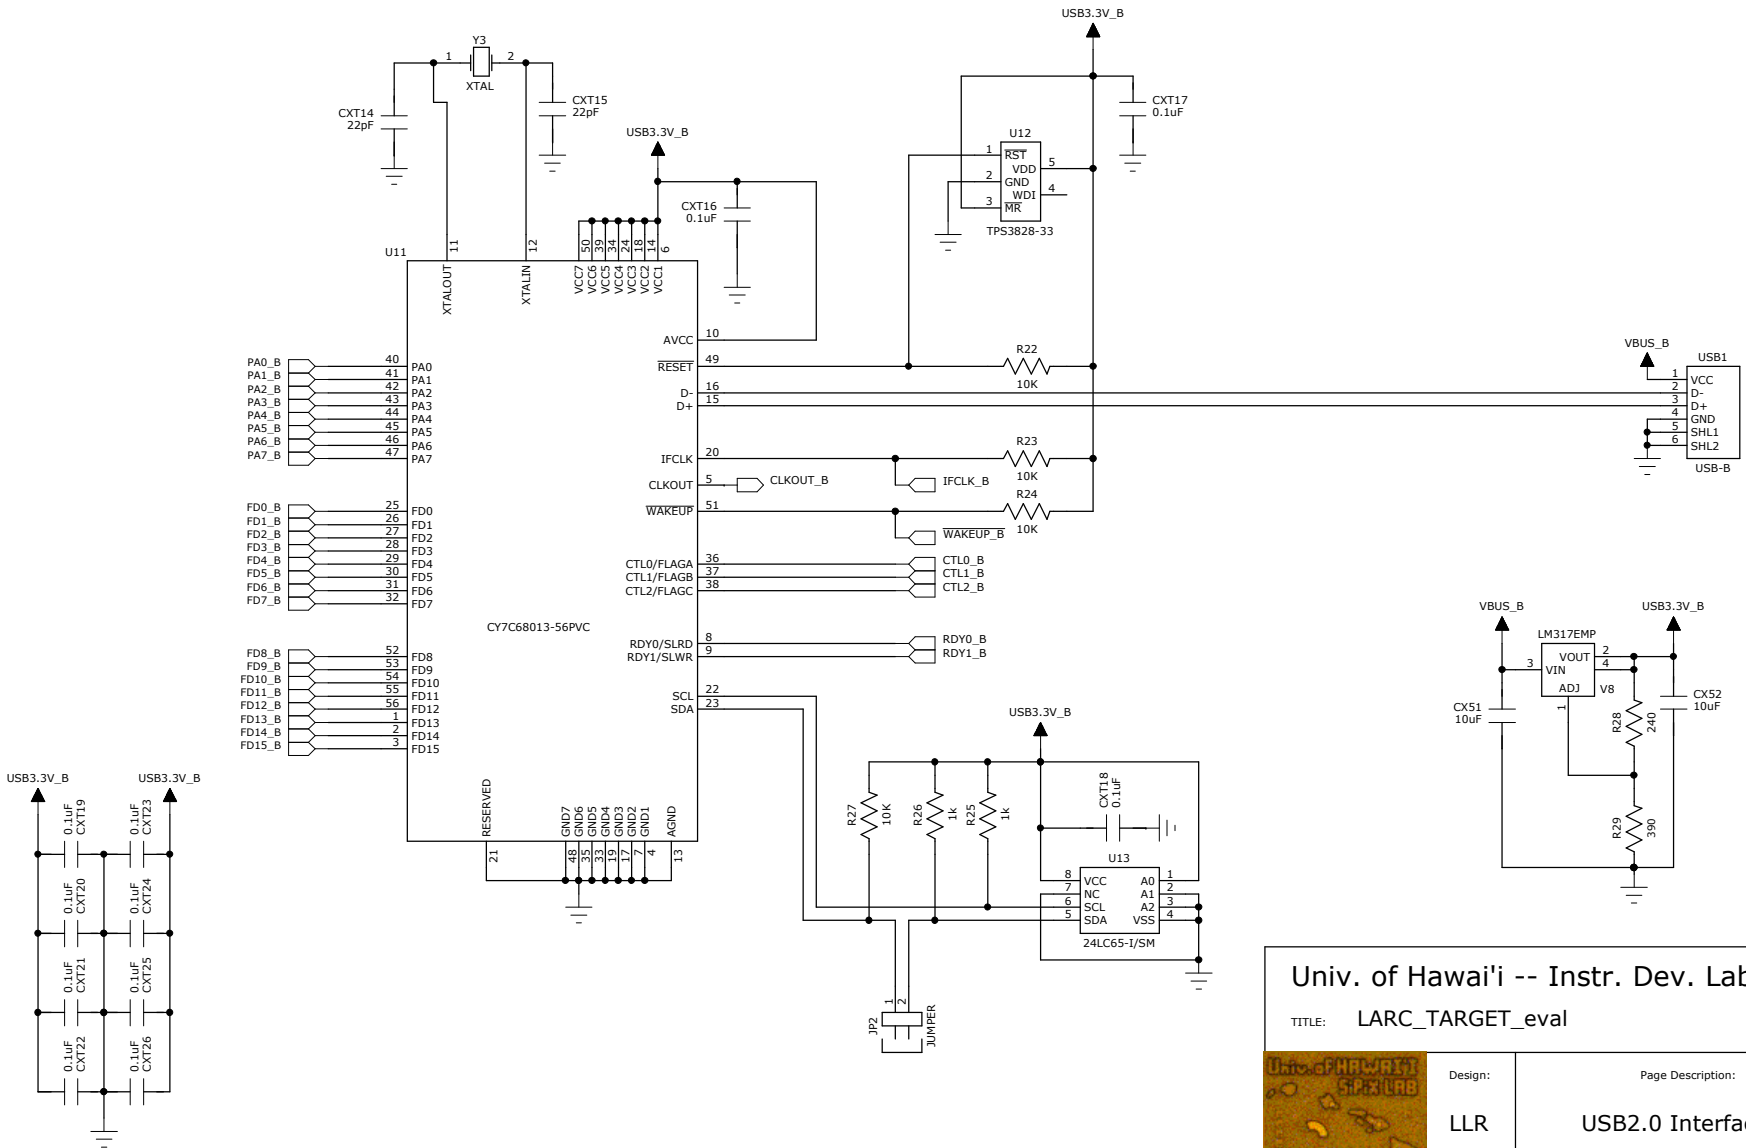 USB3.3V_B
Y3
1 2
XTAL
CXT14
22pF
CXT15
22pF
CXT17
0.1uF
USB3.3V_B
U12
1 RST
2 GND
3 MR
VDD 5
WDI 4
TPS3828-33
CXT16
0.1uF
U11
11 XTALOUT
12 XTALIN
50 VCC7
39 VCC6
34 VCC5
24 VCC4
18 VCC3
14 VCC2
6 VCC1
AVCC 10
RESET 49
R22
10K
D- 16
D+ 15
VBUS_B
USB1
1 VCC
2 D-
3 D+
4 GND
5 SHL1
6 SHL2
USB-B
PA0_B 40 PA0
PA1_B 41 PA1
PA2_B 42 PA2
PA3_B 43 PA3
PA4_B 44 PA4
PA5_B 45 PA5
PA6_B 46 PA6
PA7_B 47 PA7
IFCLK 20
R23
10K
CLKOUT 5 CLKOUT_B
IFCLK_B
R24
10K
WAKEUP 51
WAKEUP_B
FD0_B 25 FD0
FD1_B 26 FD1
FD2_B 27 FD2
FD3_B 28 FD3
FD4_B 29 FD4
FD5_B 30 FD5
FD6_B 31 FD6
FD7_B 32 FD7
CTL0/FLAGA 36 CTL0_B
CTL1/FLAGB 37 CTL1_B
CTL2/FLAGC 38 CTL2_B
CY7C68013-56PVC
RDY0/SLRD 8 RDY0_B
RDY1/SLWR 9 RDY1_B
FD8_B 52 FD8
FD9_B 53 FD9
FD10_B 54 FD10
FD11_B 55 FD11
FD12_B 56 FD12
FD13_B 1 FD13
FD14_B 2 FD14
FD15_B 3 FD15
SCL 22
SDA 23
VBUS_B
USB3.3V_B
LM317EMP
3 VIN
VOUT 2
4
ADJ
1
V8
CX51
10uF
CX52
10uF
R28
240
R29
390
USB3.3V_B
USB3.3V_B
0.1uF
CXT19
0.1uF
CXT23
0.1uF
CXT20
0.1uF
CXT24
0.1uF
CXT21
0.1uF
CXT25
0.1uF
CXT22
0.1uF
CXT26
RESERVED
21
GND7 48
GND6 35
GND5 33
GND4 19
GND3 17
GND2 7
GND1 4
AGND 13
USB3.3V_B
R27
10K
R26
1k
R25
1k
CXT18
0.1uF
U13
8 VCC
7 NC
6 SCL
5 SDA
A0 1
A1 2
A2 3
VSS 4
24LC65-I/SM
JP2
1
2
JUMPER
Univ. of Hawai'i -- Instr. Dev. Lab
TITLE: LARC_TARGET_eval
Univ. of HAWAI'I
S.Pix LAB
Design:
LLR
Page Description:
USB2.0 Interfa